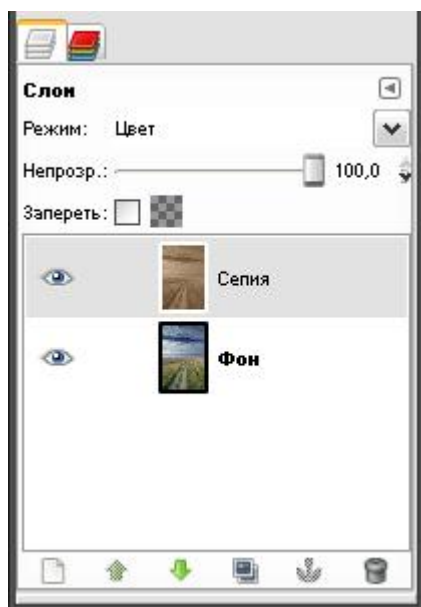 Слои
Режим: Цвет
Непрозр.: 100,0
Запереть:
Сепия
Фон